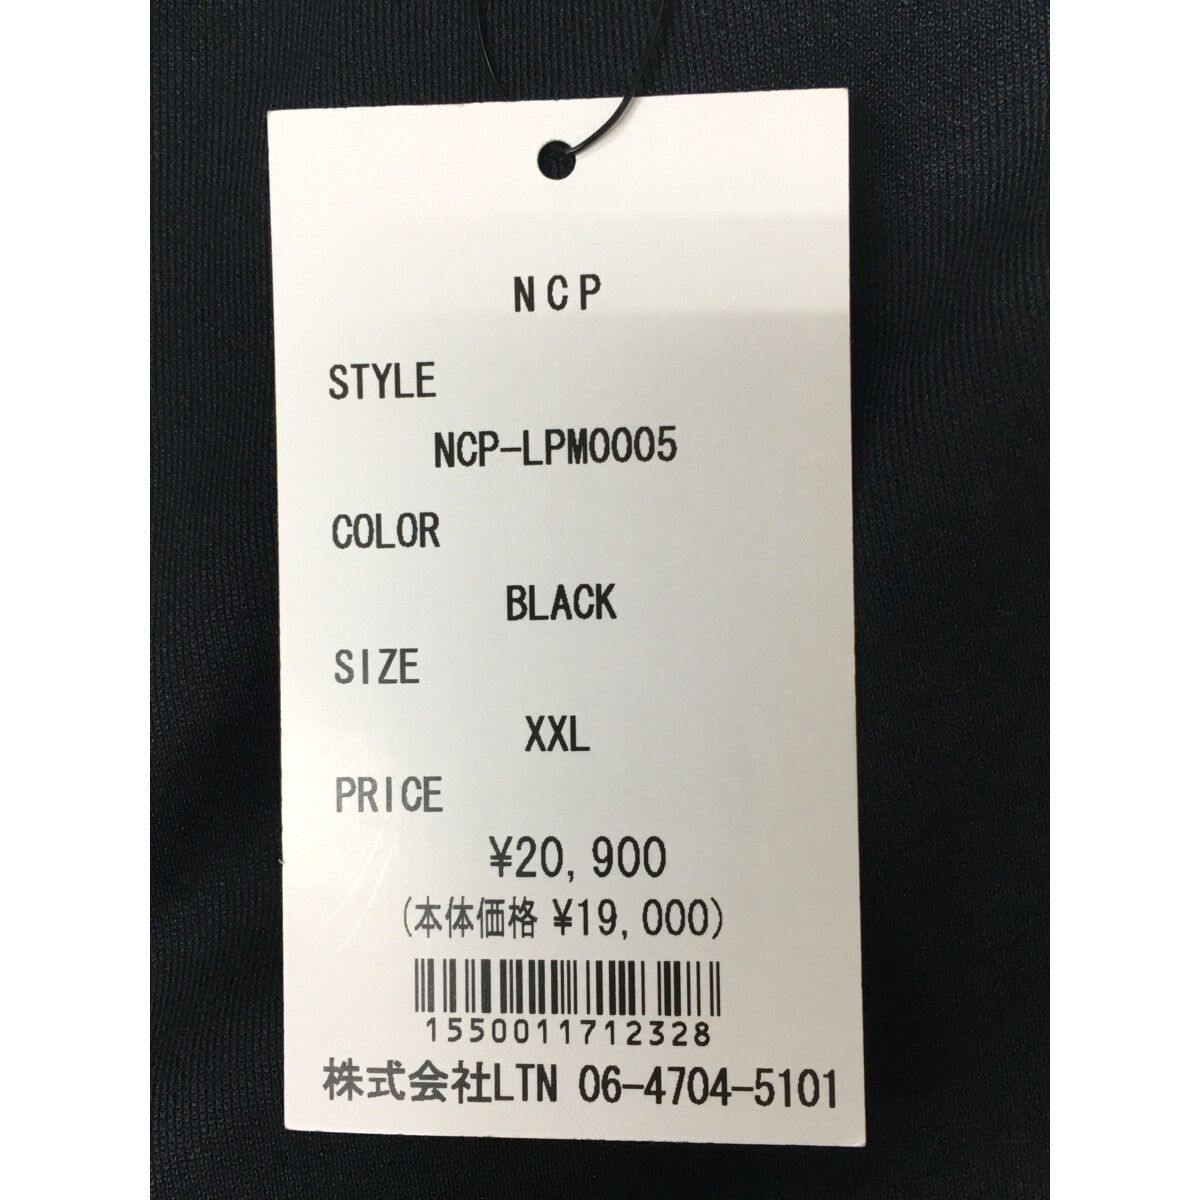 NCP
STYLE
NCP-LPM0005
COLOR
BLACK
SIZE
XXL
PRICE
¥20,900
(本体価格 ¥19,000)
1550011712328
株式会社LTN 06-4704-5101